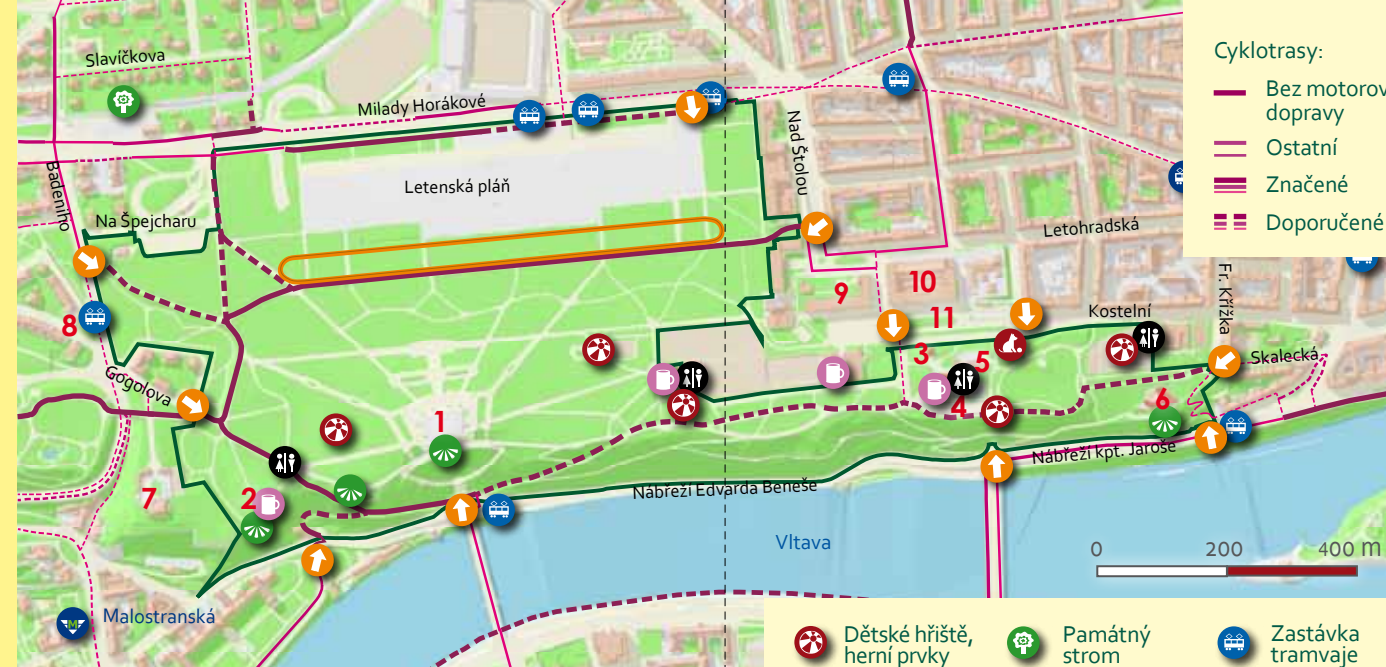 Slavíčkova
Milady Horákové
Nad Štolou
Cyklotrasy:
Bez motorov
dopravy
Ostatní
Značené
Doporučené
Badeniho
Letenská pláň
Na Špejcharu
Letohradská
Fr. Křížka
9
10
8
11
Kostelní
3
5
Skalecká
Gogolova
4
6
1
7
2
Nábřeží kpt. Jaroše
Nábřeží Edvarda Beneše
Vltava
0 200 400 m
M
Malostranská
Dětské hřiště,
herní prvky
Památný
strom
Zastávka
tramvaje